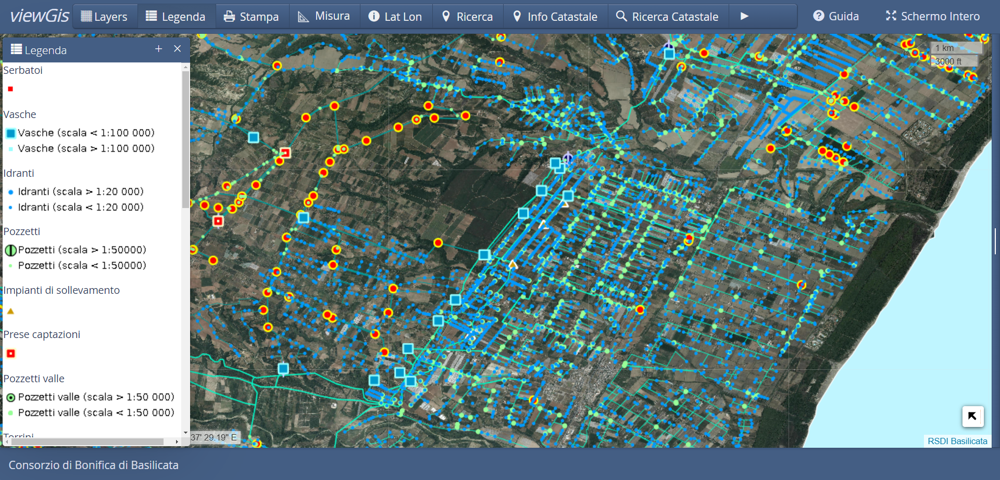 viewGis
Layers
Legenda
Stampa
Misura
Lat Lon
Ricerca
Info Catastale
Ricerca Catastale
Guida
Schermo Intero
Legenda
Serbatoi
Vasche
Vasche (scala < 1:100 000)
Vasche (scala > 1:100 000)
Idranti
Idranti (scala > 1:20 000)
Idranti (scala < 1:20 000)
Pozzetti
Pozzetti (scala > 1:50000)
Pozzetti (scala < 1:50000)
Impianti di sollevamento
Prese captazioni
Pozzetti valle
Pozzetti valle (scala > 1:50 000)
Pozzetti valle (scala < 1:50 000)
Torrini
1 km
3000 ft
37' 29.19" E
RSDI Basilicata
Consorzio di Bonifica di Basilicata